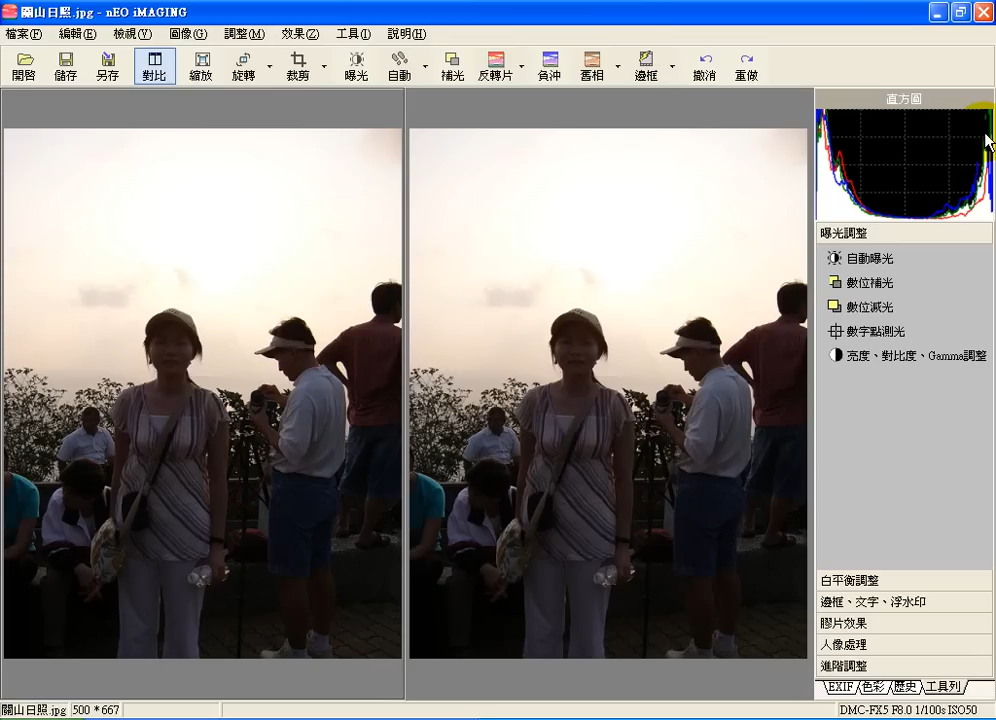 關山日照.jpg - nEO iMAGING
檔案(F) 編輯(E) 檢視(V) 圖像(G) 調整(M) 效果(Z) 工具(I) 說明(H)
開啓 儲存 另存 對比 縮放 旋轉 裁剪 曝光 自動 補光 反轉片 負沖 舊相 邊框 撤消 重做
直方圖
曝光調整
自動曝光
數位補光
數位減光
數字點測光
亮度、對比度、Gamma調整
白平衡調整
邊框、文字、浮水印
膠片效果
人像處理
進階調整
EXIF 色彩 歷史 工具列
關山日照.jpg 500 * 667 DMC-FX5 F8.0 1/100s ISO50